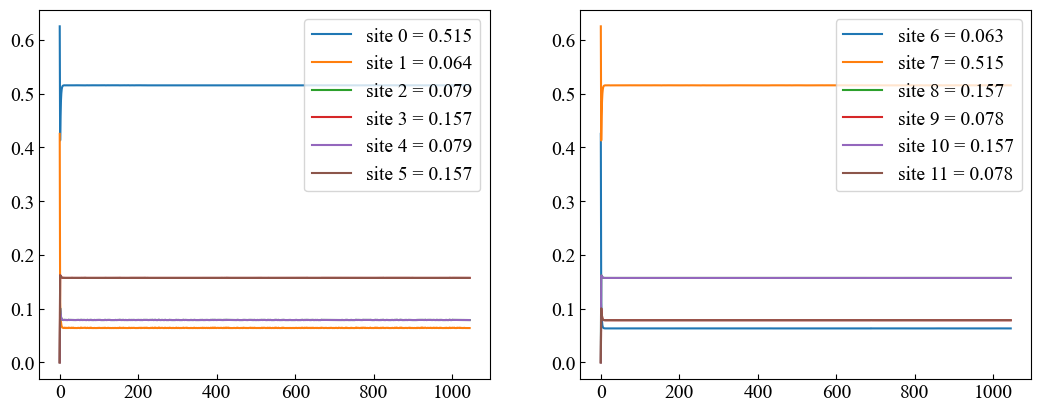 0.6
0.5
0.4
0.3
0.2
0.1
0.0
0 200 400 600 800 1000
site 0 = 0.515
site 1 = 0.064
site 2 = 0.079
site 3 = 0.157
site 4 = 0.079
site 5 = 0.157
0.6
0.5
0.4
0.3
0.2
0.1
0.0
0 200 400 600 800 1000
site 6 = 0.063
site 7 = 0.515
site 8 = 0.157
site 9 = 0.078
site 10 = 0.157
site 11 = 0.078